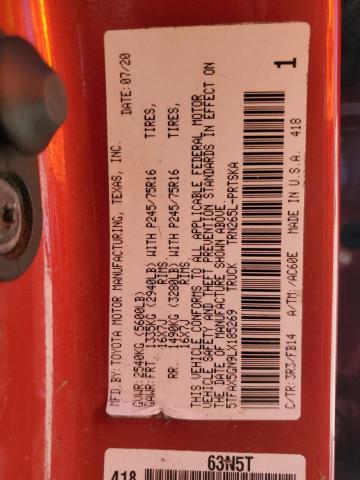 MFD. BY: TOYOTA MOTOR MANUFACTURING, TEXAS, INC. DATE: 07/20
GVWR: 2540KG (5600LB)
GAWR: FRT. 1335KG (2940LB) WITH P245/75R16 TIRES,
16X7J RIMS.
RR. 1490KG (3280LB) WITH P245/75R16 TIRES,
16X7J RIMS.
THIS VEHICLE CONFORMS TO ALL APPLICABLE FEDERAL MOTOR
VEHICLE SAFETY AND THEFT PREVENTION STANDARDS IN EFFECT ON
THE DATE OF MANUFACTURE SHOWN ABOVE.
5TFAX5GN9LX185269 TRUCK TRN265L-PRTSKA
C/TR: 3R3/FB14 A/TM: /AC60E MADE IN U.S.A. 418
1
418 63N5T